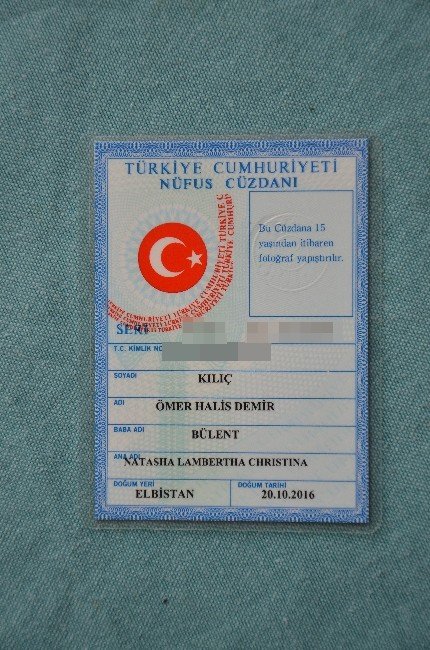 TÜRKİYE CUMHURİYETİ
NÜFUS CÜZDANI
Bu Cüzdana 15
yaşından itibaren
fotoğraf yapıştırılır.
SERİ
T.C. KİMLİK NO
SOYADI
KILIÇ
ADI
ÖMER HALİS DEMİR
BABA ADI
BÜLENT
ANA ADI
NATASHA LAMBERTHA CHRISTINA
DOĞUM YERİ
DOĞUM TARİHİ
ELBİSTAN
20.10.2016